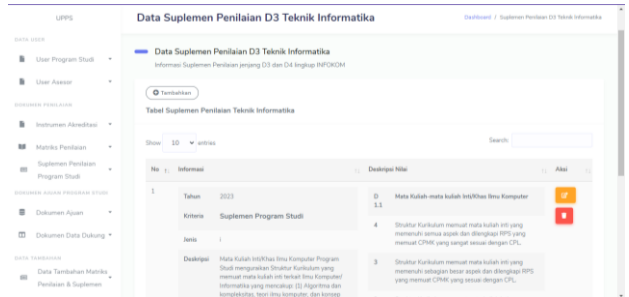 UPPS
Data Suplemen Penilaian D3 Teknik Informatika
Dashboard / Suplemen Penilaian D3 Teknik Informatika
DATA USER
User Program Studi
User Asesor
DOKUMEN PENILAIAN
Instrumen Akreditasi
Matriks Penilaian
Suplemen Penilaian
Program Studi
DOKUMEN AJUAN PROGRAM STUDI
Dokumen Ajuan
Dokumen Data Dukung
DATA TAMBAHAN
Data Tambahan Matriks
Penilaian & Suplemen
Data Suplemen Penilaian D3 Teknik Informatika
Informasi Suplemen Penilaian jenjang D3 dan D4 lingkup INFOKOM
Tambahkan
Tabel Suplemen Penilaian Teknik Informatika
Show 10 entries
Search:
No Informasi Deskripsi Nilai Aksi
1
Tahun 2023
Kriteria Suplemen Program Studi
Jenis i
Deskripsi Mata Kuliah Inti/Khas Ilmu Komputer Program
Studi menguraikan Struktur Kurikulum yang
memuat mata kuliah inti terkait Ilmu Komputer/
Informatika yang mencakup: (1) Algoritma dan
kompleksitas, teori ilmu komputer, dan konsep
D
1.1
Mata Kuliah-mata kuliah Inti/Khas Ilmu Komputer
4 Struktur Kurikulum memuat mata kuliah inti yang
memenuhi semua aspek dan dilengkapi RPS yang
memuat CPMK yang sangat sesuai dengan CPL.
3 Struktur Kurikulum memuat mata kuliah inti yang
memenuhi sebagian besar aspek dan dilengkapi RPS
yang memuat CPMK yang sesuai dengan CPL.